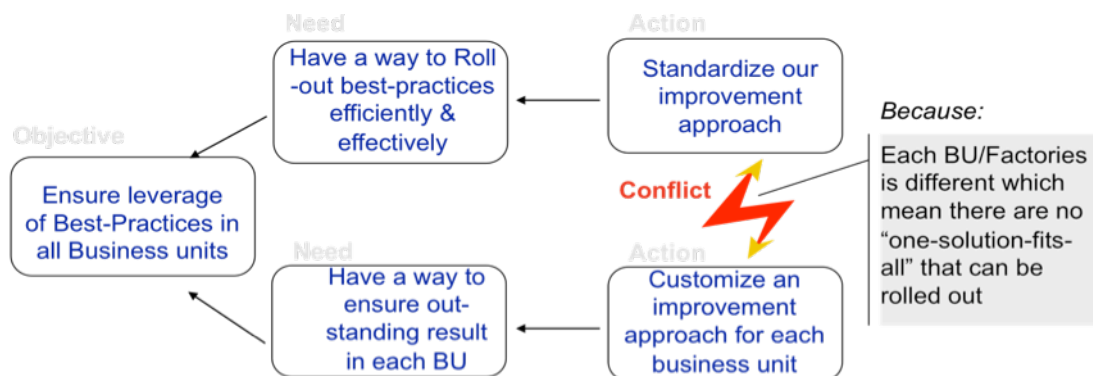 Need
Have a way to Roll
-out best-practices
efficiently &
effectively
Action
Standardize our
improvement
approach
Because:
Each BU/Factories
is different which
mean there are no
“one-solution-fits-
all” that can be
rolled out
Objective
Ensure leverage
of Best-Practices in
all Business units
Conflict
Need
Have a way to
ensure out-
standing result
in each BU
Action
Customize an
improvement
approach for each
business unit